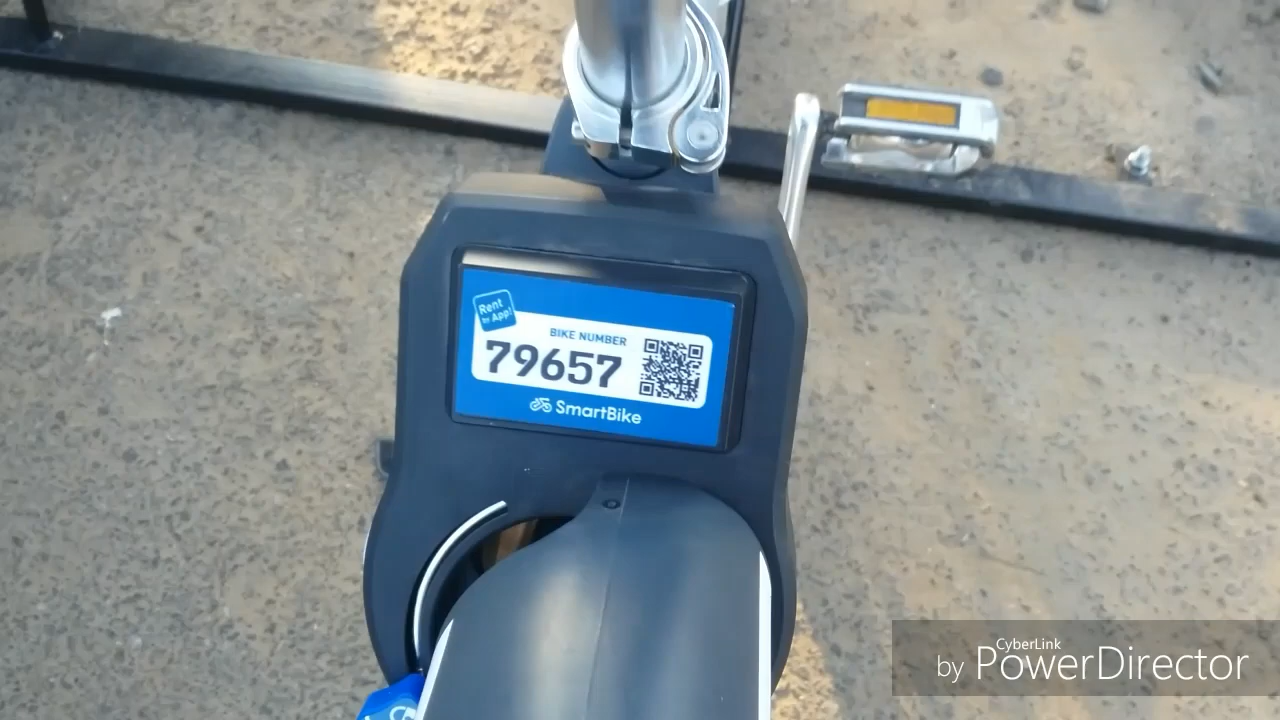 Rent
by App!
BIKE NUMBER
79657
SmartBike
CyberLink
by PowerDirector